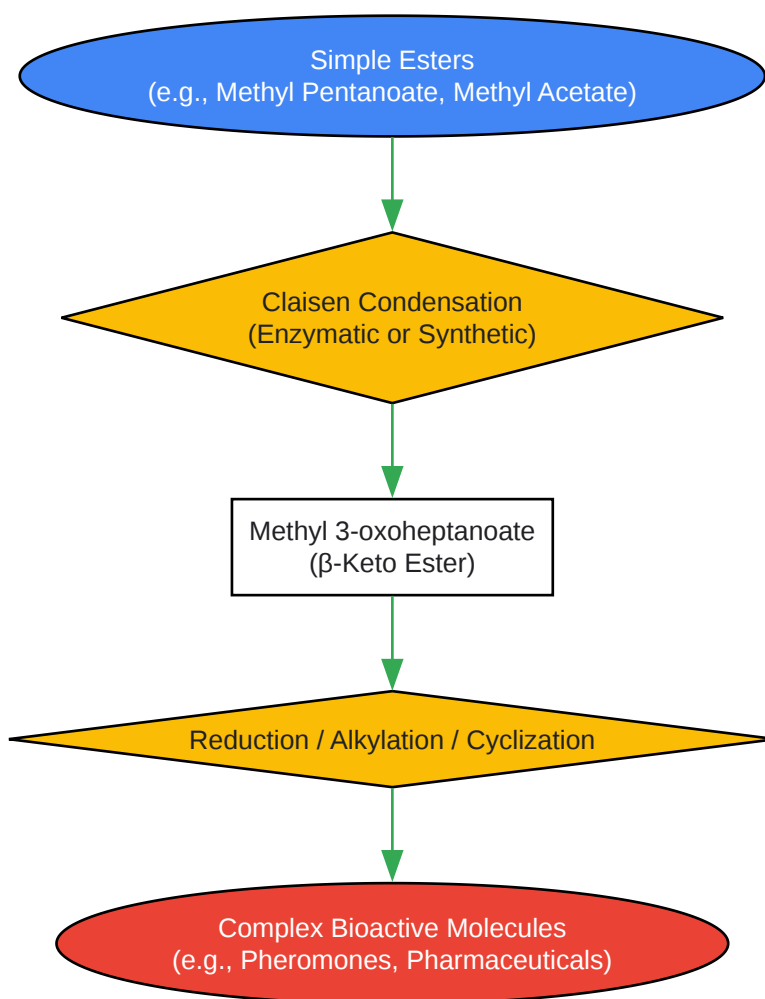 Simple Esters
(e.g., Methyl Pentanoate, Methyl Acetate)
Claisen Condensation
(Enzymatic or Synthetic)
Methyl 3-oxoheptanoate
(β-Keto Ester)
Reduction / Alkylation / Cyclization
Complex Bioactive Molecules
(e.g., Pheromones, Pharmaceuticals)